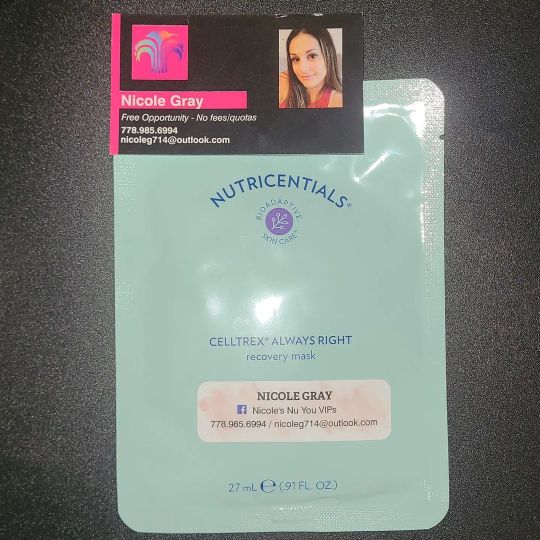 Nicole Gray
Free Opportunity - No fees/quotas
778.985.6994
nicoleg714@outlook.com
NUTRICENTIALS®
BIOADAPTIVE
SKIN CARE™
CELLTREX® ALWAYS RIGHT
recovery mask
NICOLE GRAY
f Nicole's Nu You VIPs
778.985.6994 / nicoleg714@outlook.com
27 mL ℮ (.91 FL. OZ.)